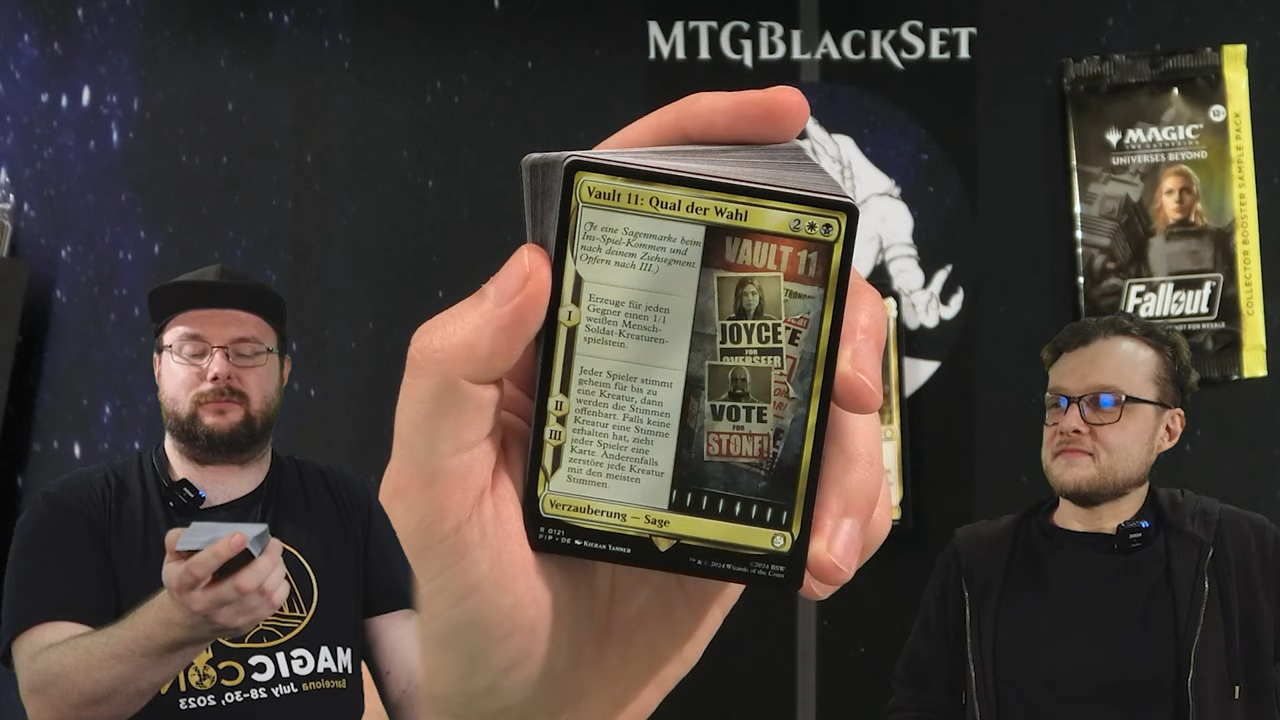 MTGBLACKSET
Vault 11: Qual der Wahl
2
(Je eine Sagenmarke beim
Ins-Spiel-Kommen und
nach deinem Ziehsegment.
Opfern nach III.)
I
Erzeuge für jeden
Gegner einen 1/1
weißen Mensch-
Soldat-Kreaturen-
spielstein.
II
III
Jeder Spieler stimmt
geheim für bis zu
eine Kreatur, dann
werden die Stimmen
offenbart. Falls keine
Kreatur eine Stimme
erhalten hat, zieht
jeder Spieler eine
Karte. Anderenfalls
zerstöre jede Kreatur
mit den meisten
Stimmen.
VAULT 11
JOYCE
FOR
OVERSEER
VOTE
FOR
STONE!
Verzauberung — Sage
R 0121
PIP • DE KIERAN YANNER
™ & © 2024 Wizards of the Coast
©2024 BSW
MAGIC
THE GATHERING
UNIVERSES BEYOND
13+
Fallout
NOT FOR RESALE
COLLECTOR BOOSTER SAMPLE PACK
MAGICCON
Barcelona July 28-30, 2023